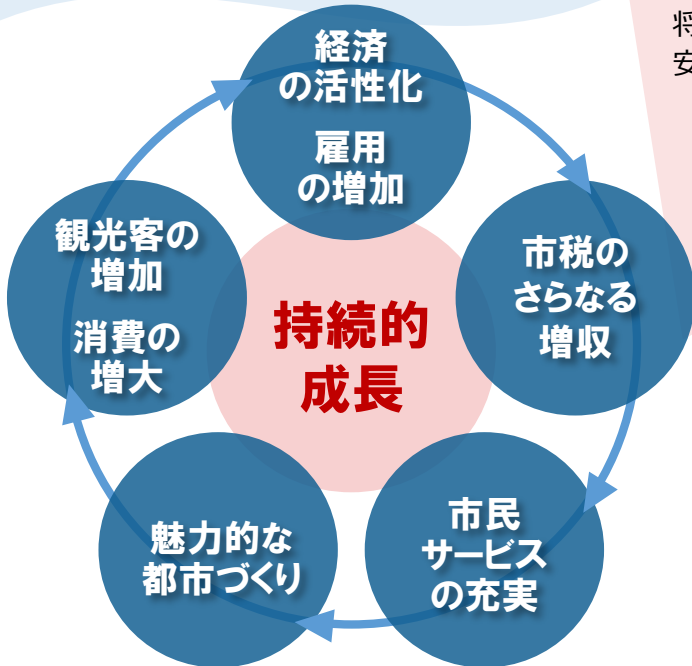 将
安
経済
の活性化
雇用
の増加
市税の
さらなる
増収
市民
サービス
の充実
魅力的な
都市づくり
観光客の
増加
消費の
増大
持続的
成長